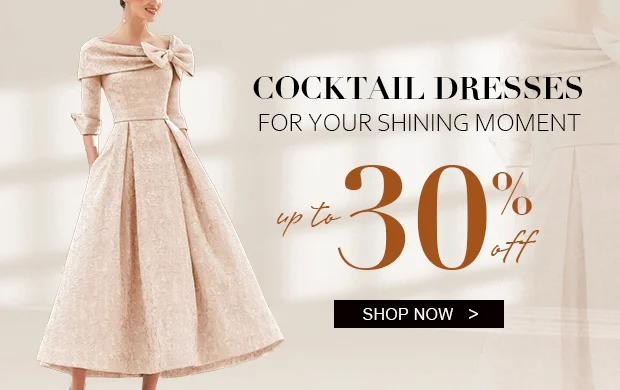 COCKTAIL DRESSES
FOR YOUR SHINING MOMENT
up to 30% off
SHOP NOW >